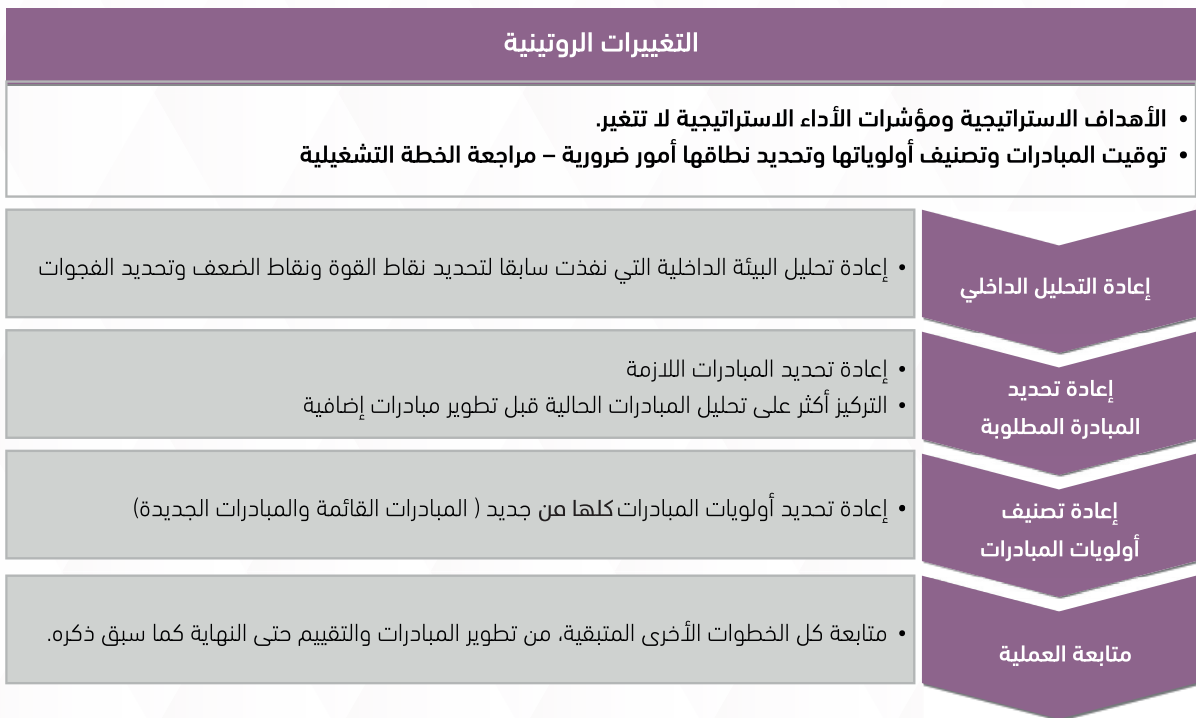 التغييرات الروتينية
• الأهداف الاستراتيجية ومؤشرات الأداء الاستراتيجية لا تتغير.
• توقيت المبادرات وتصنيف أولوياتها وتحديد نطاقها أمور ضرورية – مراجعة الخطة التشغيلية
إعادة التحليل الداخلي
• إعادة تحليل البيئة الداخلية التي نفذت سابقا لتحديد نقاط القوة ونقاط الضعف وتحديد الفجوات
إعادة تحديد
المبادرة المطلوبة
• إعادة تحديد المبادرات اللازمة
• التركيز أكثر على تحليل المبادرات الحالية قبل تطوير مبادرات إضافية
إعادة تصنيف
أولويات المبادرات
• إعادة تحديد أولويات المبادرات كلها من جديد ( المبادرات القائمة والمبادرات الجديدة)
متابعة العملية
• متابعة كل الخطوات الأخرى المتبقية، من تطوير المبادرات والتقييم حتى النهاية كما سبق ذكره.